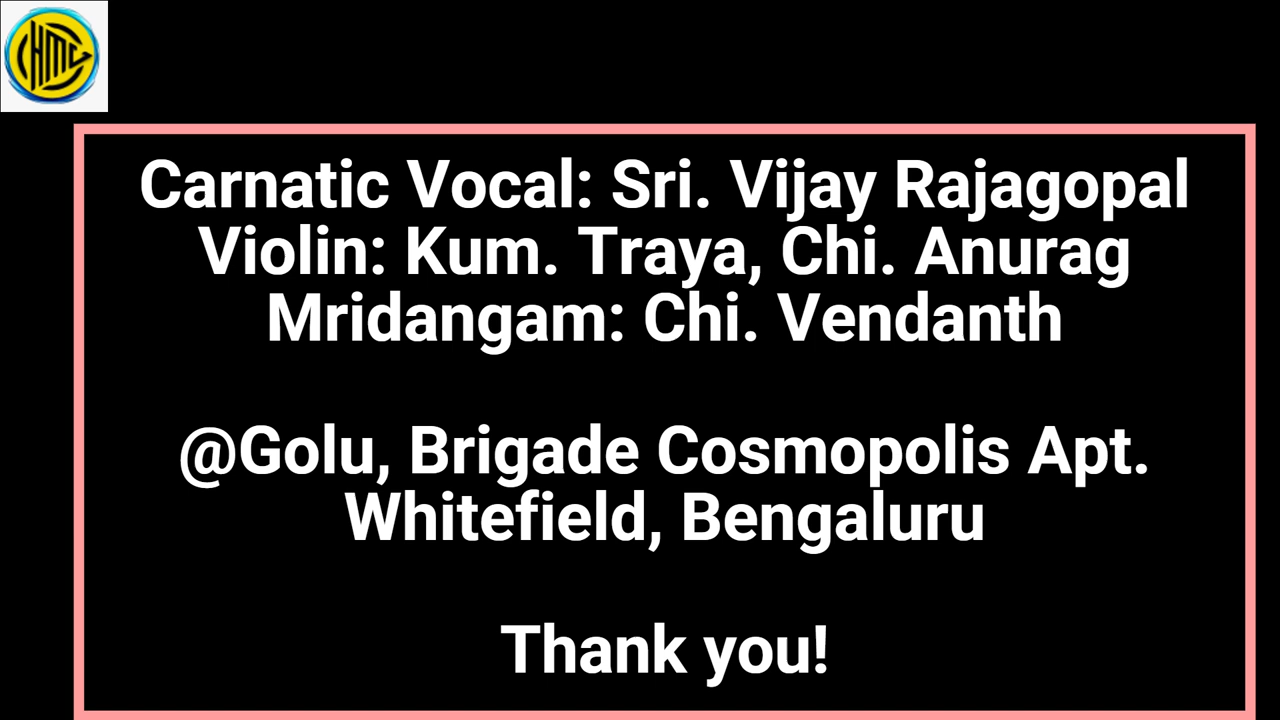 CHMC
Carnatic Vocal: Sri. Vijay Rajagopal
Violin: Kum. Traya, Chi. Anurag
Mridangam: Chi. Vendanth
@Golu, Brigade Cosmopolis Apt.
Whitefield, Bengaluru
Thank you!